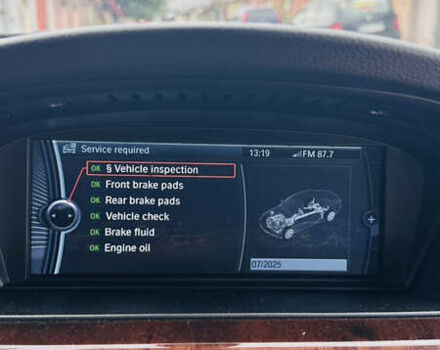 Service required
13:19
FM 87.7
OK § Vehicle inspection
OK Front brake pads
OK Rear brake pads
OK Vehicle check
OK Brake fluid
OK Engine oil
07/2025